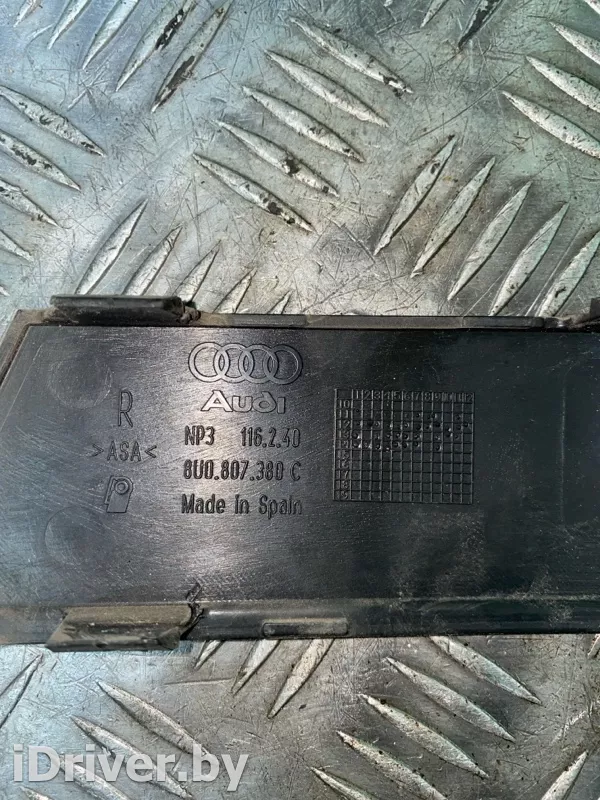 Audi
R
NP3 116.2.40
>ASA<
8U0.807.380 C
Made In Spain
iDriver.by